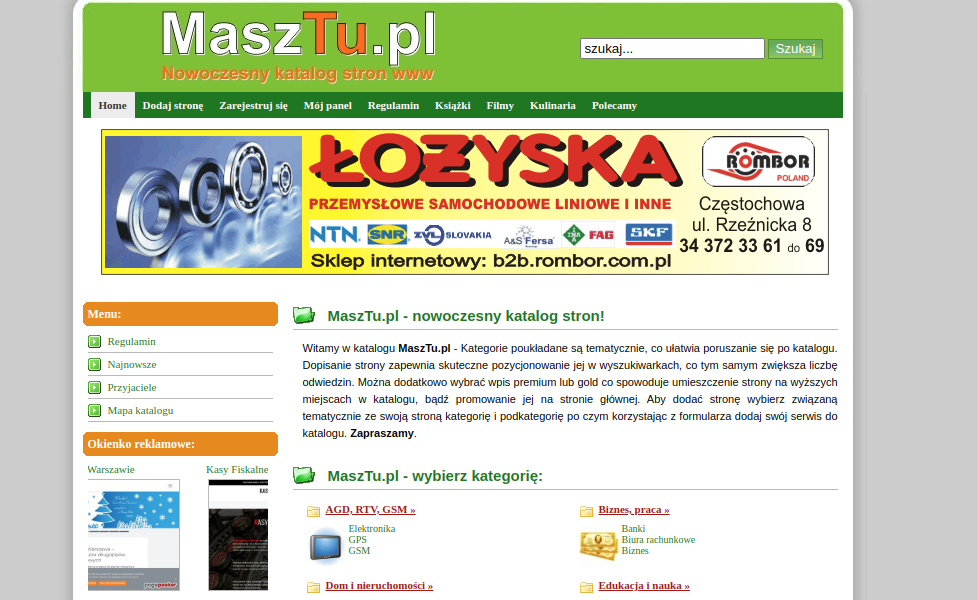 MaszTu.pl
Nowoczesny katalog stron www
szukaj...
Szukaj
Home Dodaj stronę Zarejestruj się Mój panel Regulamin Książki Filmy Kulinaria Polecamy
ŁOŻYSKA
PRZEMYSŁOWE SAMOCHODOWE LINIOWE I INNE
NTN SNR ZVL SLOVAKIA A&S Fersa INA FAG SKF
Sklep internetowy: b2b.rombor.com.pl
ROMBOR
POLAND
Częstochowa
ul. Rzeźnicka 8
34 372 33 61 do 69
Menu:
Regulamin
Najnowsze
Przyjaciele
Mapa katalogu
Okienko reklamowe:
Warszawie Kasy Fiskalne
MaszTu.pl - nowoczesny katalog stron!
Witamy w katalogu MaszTu.pl - Kategorie poukładane są tematycznie, co ułatwia poruszanie się po katalogu.
Dopisanie strony zapewnia skuteczne pozycjonowanie jej w wyszukiwarkach, co tym samym zwiększa liczbę
odwiedzin. Można dodatkowo wybrać wpis premium lub gold co spowoduje umieszczenie strony na wyższych
miejscach w katalogu, bądź promowanie jej na stronie głównej. Aby dodać stronę wybierz związaną
tematycznie ze swoją stroną kategorię i podkategorię po czym korzystając z formularza dodaj swój serwis do
katalogu. Zapraszamy.
MaszTu.pl - wybierz kategorię:
AGD, RTV, GSM »
Elektronika
GPS
GSM
Biznes, praca »
Banki
Biura rachunkowe
Biznes
Dom i nieruchomości »
Edukacja i nauka »